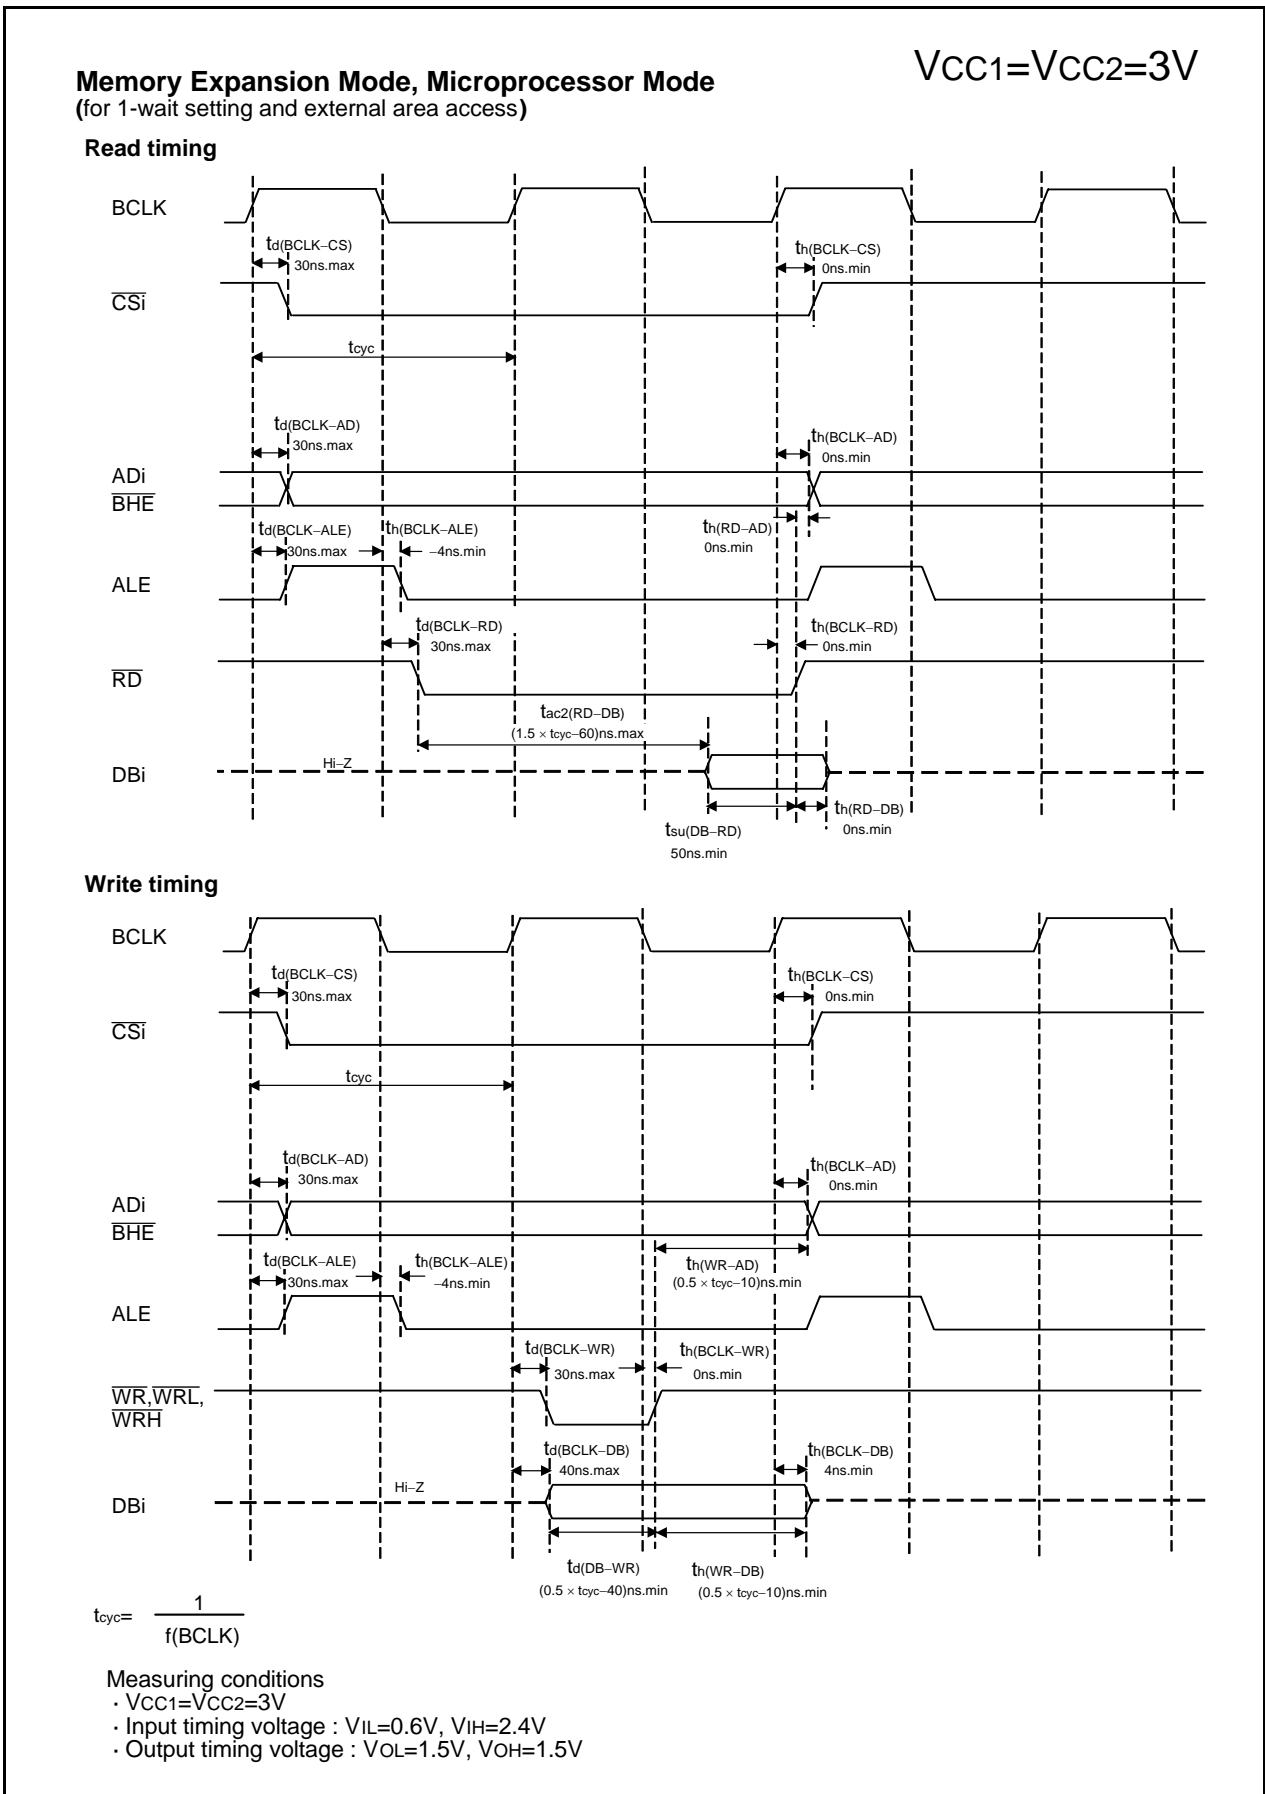 VCC1=VCC2=3V
Memory Expansion Mode, Microprocessor Mode
(for 1-wait setting and external area access)
Read timing
BCLK
td(BCLK−CS)
30ns.max
th(BCLK−CS)
0ns.min
CSi
tcyc
td(BCLK−AD)
30ns.max
th(BCLK−AD)
0ns.min
ADi
BHE
td(BCLK−ALE)
30ns.max
th(BCLK−ALE)
−4ns.min
th(RD−AD)
0ns.min
ALE
td(BCLK−RD)
30ns.max
th(BCLK−RD)
0ns.min
RD
tac2(RD−DB)
(1.5 × tcyc−60)ns.max
Hi−Z
DBi
tsu(DB−RD)
50ns.min
th(RD−DB)
0ns.min
Write timing
BCLK
td(BCLK−CS)
30ns.max
th(BCLK−CS)
0ns.min
CSi
tcyc
td(BCLK−AD)
30ns.max
th(BCLK−AD)
0ns.min
ADi
BHE
td(BCLK−ALE)
30ns.max
th(BCLK−ALE)
−4ns.min
th(WR−AD)
(0.5 × tcyc−10)ns.min
ALE
td(BCLK−WR)
30ns.max
th(BCLK−WR)
0ns.min
WR,WRL,
WRH
td(BCLK−DB)
40ns.max
th(BCLK−DB)
4ns.min
Hi−Z
DBi
td(DB−WR)
(0.5 × tcyc−40)ns.min
th(WR−DB)
(0.5 × tcyc−10)ns.min
tcyc=
1
f(BCLK)
Measuring conditions
· VCC1=VCC2=3V
· Input timing voltage : VIL=0.6V, VIH=2.4V
· Output timing voltage : VOL=1.5V, VOH=1.5V